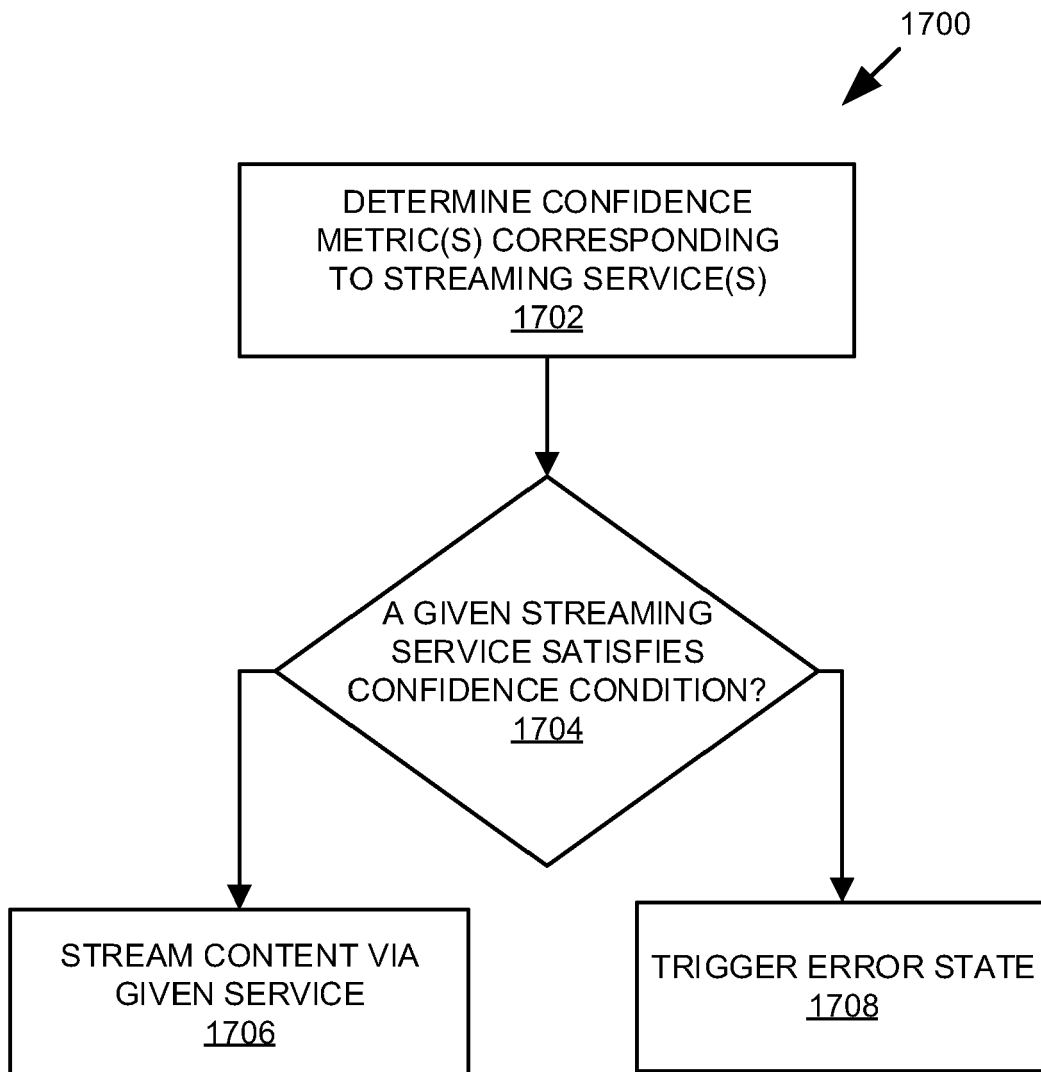 1700
DETERMINE CONFIDENCE
METRIC(S) CORRESPONDING
TO STREAMING SERVICE(S)
1702
A GIVEN STREAMING
SERVICE SATISFIES
CONFIDENCE CONDITION?
1704
STREAM CONTENT VIA
GIVEN SERVICE
1706
TRIGGER ERROR STATE
1708